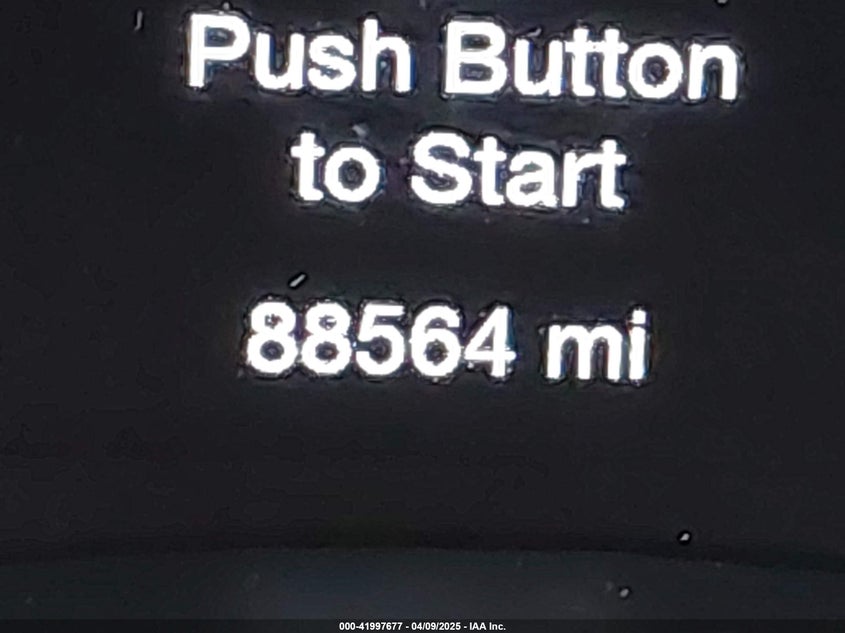 Push Button
to Start
88564 mi
000-41997677 - 04/09/2025 - IAA Inc.